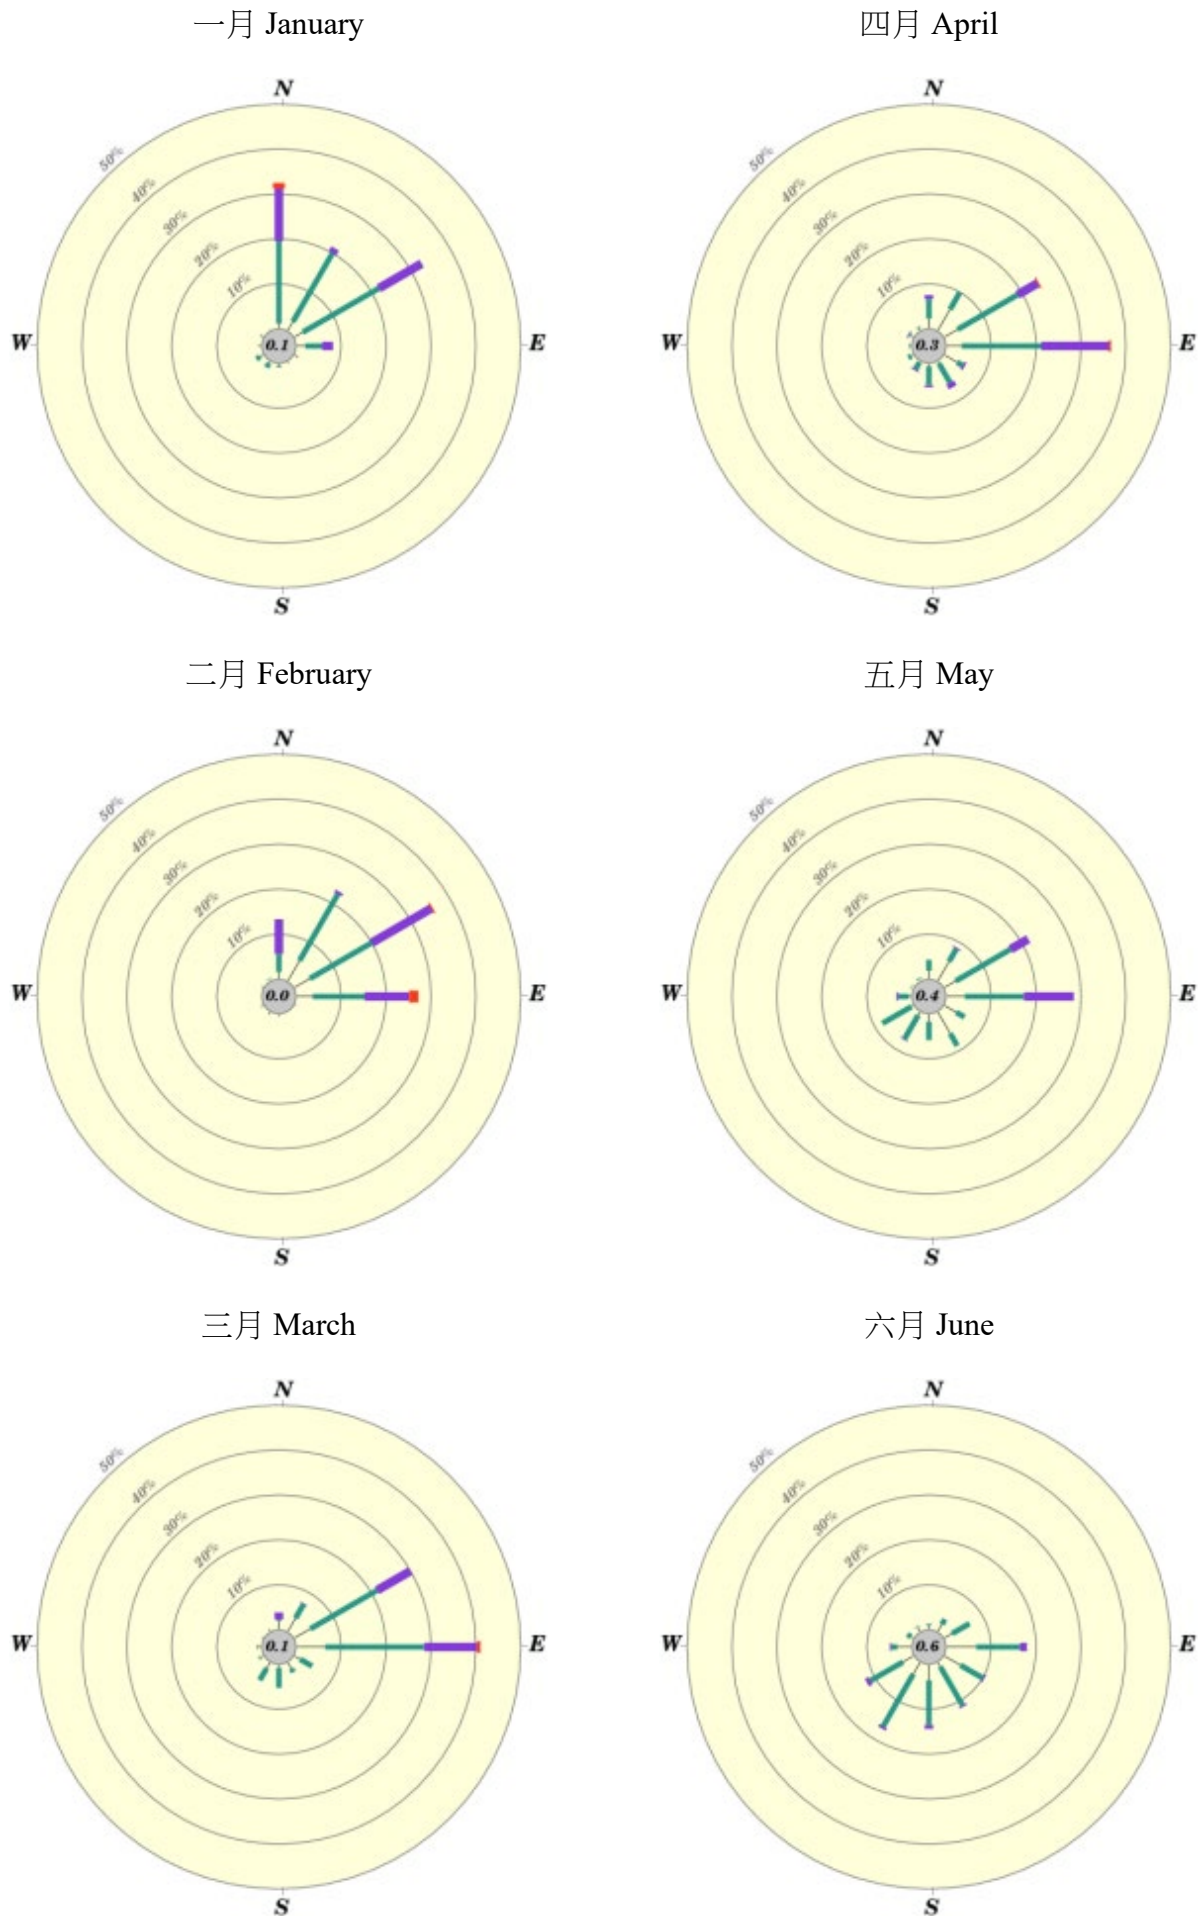 一月 January
N
50%
40%
30%
20%
10%
W
0.1
E
S
四月 April
N
50%
40%
30%
20%
10%
W
0.3
E
S
二月 February
N
50%
40%
30%
20%
10%
W
0.0
E
S
五月 May
N
50%
40%
30%
20%
10%
W
0.4
E
S
三月 March
N
50%
40%
30%
20%
10%
W
0.1
E
S
六月 June
N
50%
40%
30%
20%
10%
W
0.6
E
S